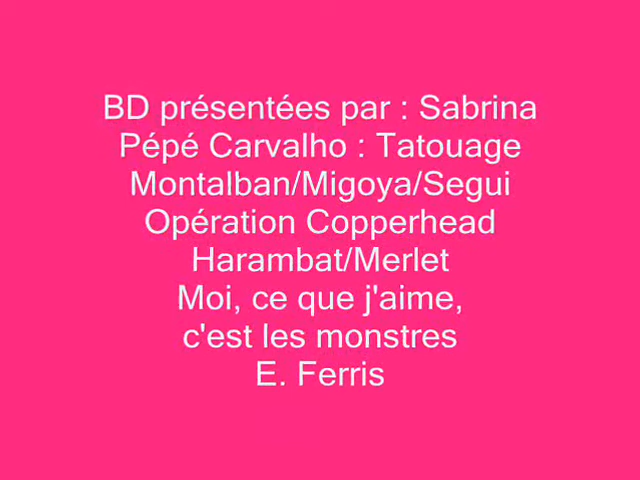 BD présentées par : Sabrina
Pépé Carvalho : Tatouage
Montalban/Migoya/Segui
Opération Copperhead
Harambat/Merlet
Moi, ce que j'aime,
c'est les monstres
E. Ferris